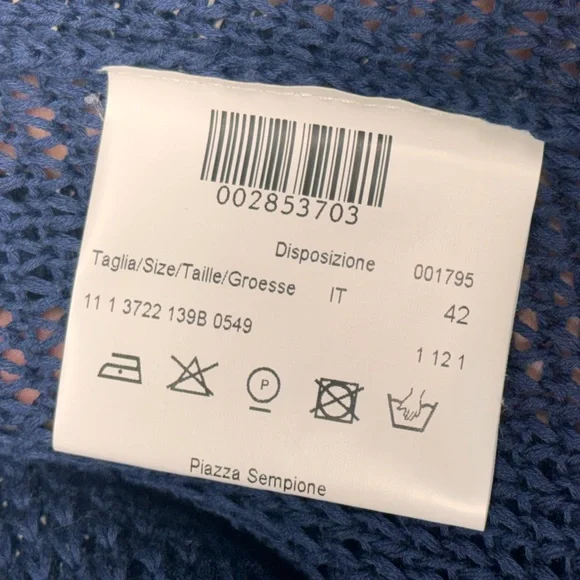 002853703
Disposizione 001795
Taglia/Size/Taille/Groesse IT 42
11 1 3722 139B 0549 1 12 1
P
Piazza Sempione